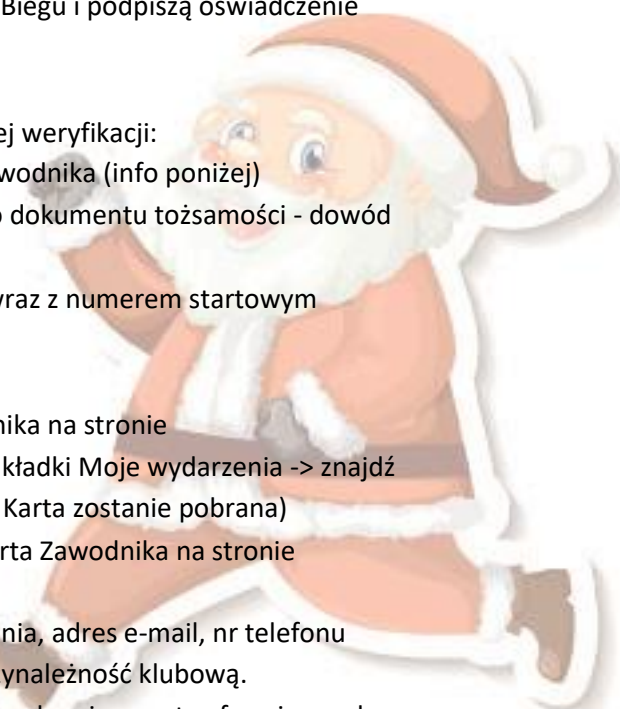 Biegu i podpiszą oświadczenie
ej weryfikacji:
wodnika (info poniżej)
o dokumentu tożsamości - dowód
wraz z numerem startowym
nika na stronie
kładki Moje wydarzenia -> znajdź
Karta zostanie pobrana)
rta Zawodnika na stronie
nia, adres e-mail, nr telefonu
zynależność klubową.